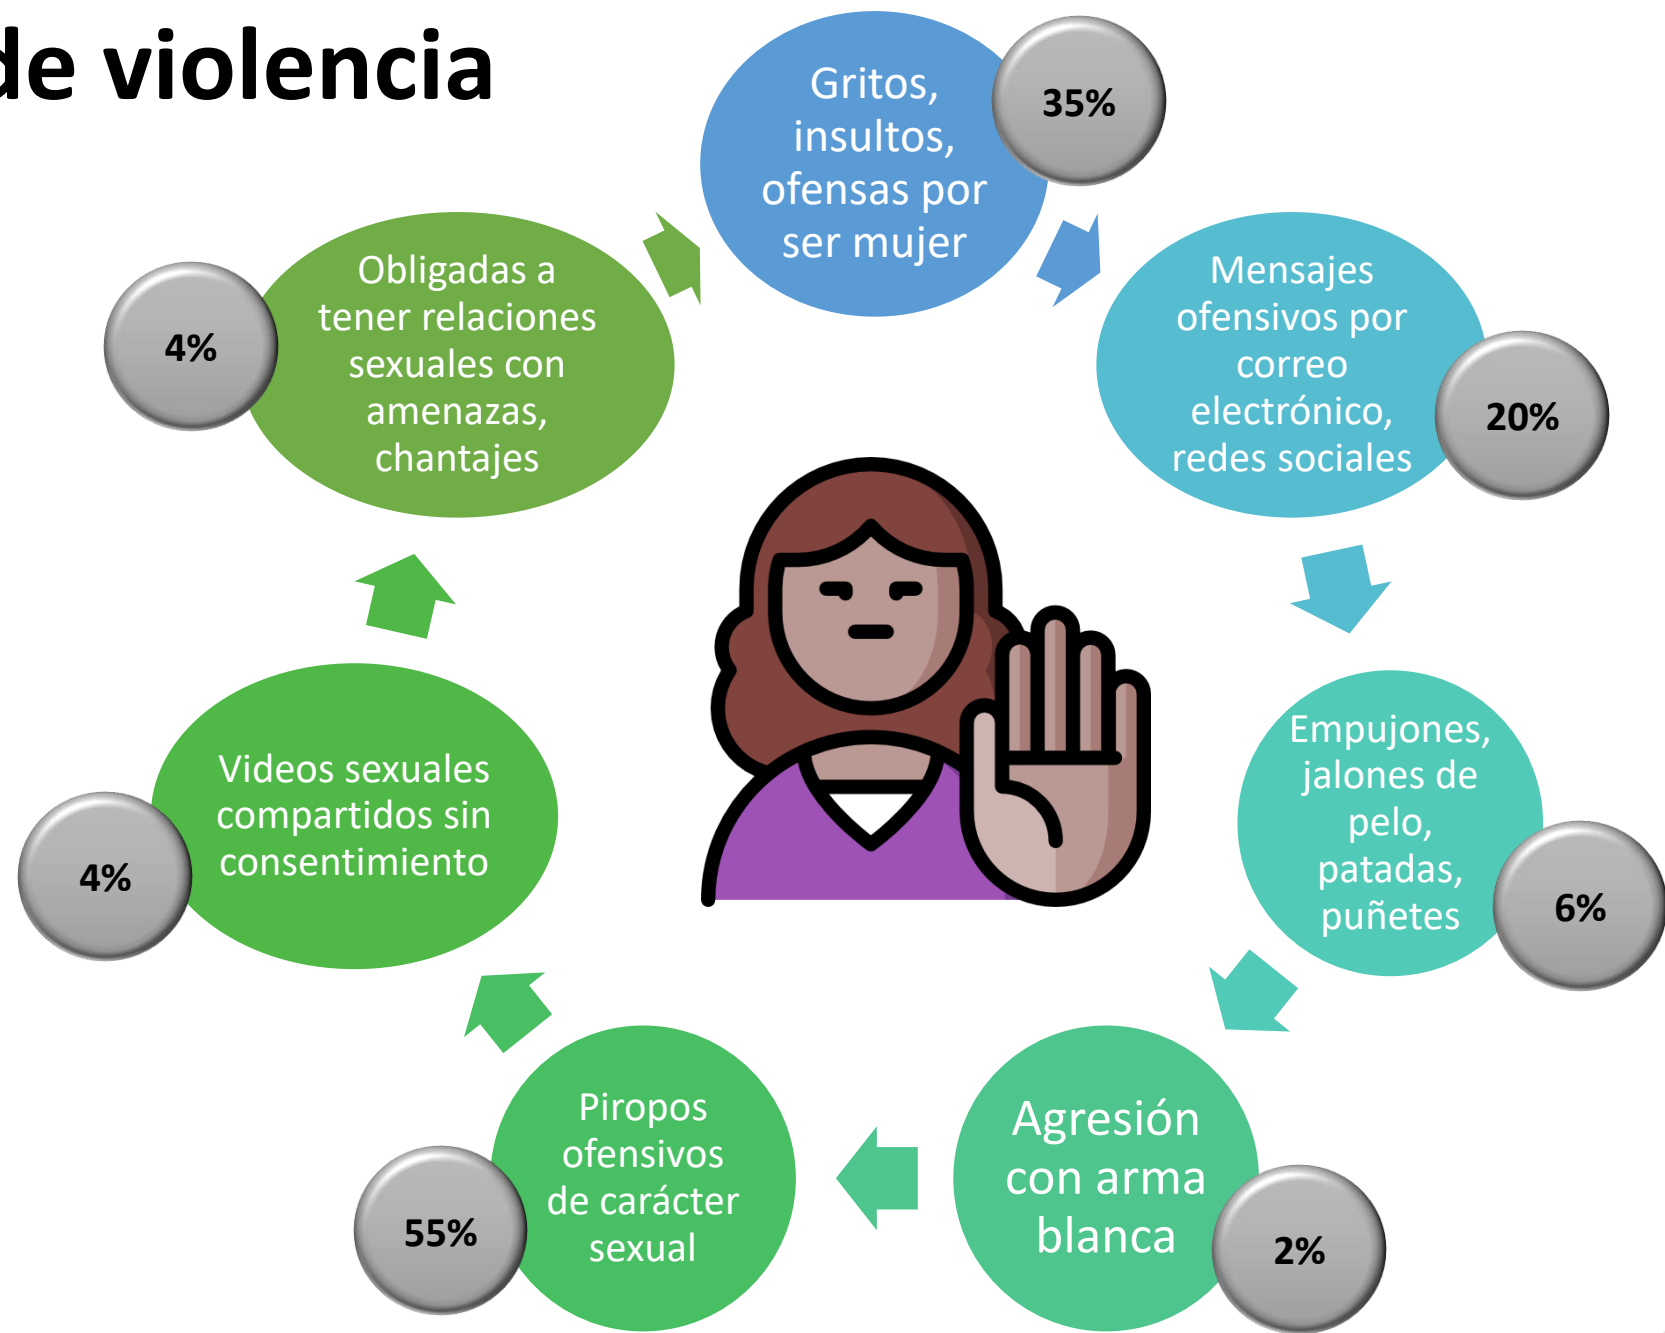 de violencia
Gritos,
insultos,
ofensas por
ser mujer
35%
Mensajes
ofensivos por
correo
electrónico,
redes sociales
20%
Empujones,
jalones de
pelo,
patadas,
puñetes
6%
Agresión
con arma
blanca
2%
Piropos
ofensivos
de carácter
sexual
55%
Videos sexuales
compartidos sin
consentimiento
4%
Obligadas a
tener relaciones
sexuales con
amenazas,
chantajes
4%